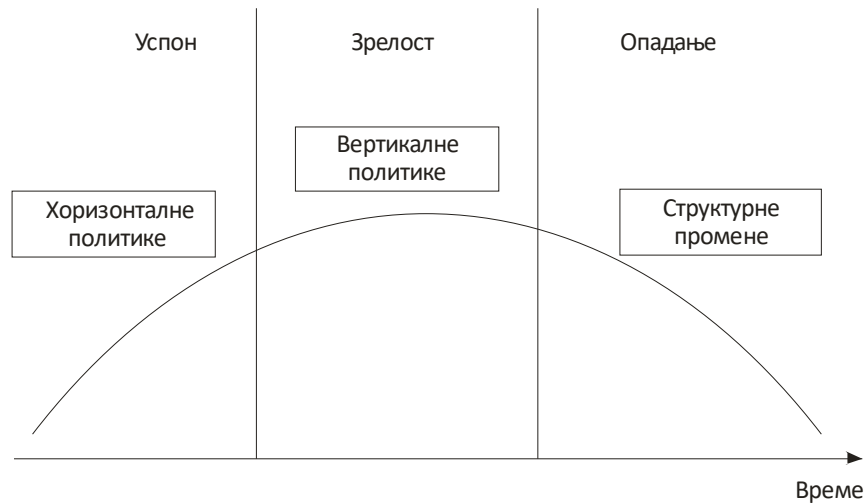 Успон
Зрелост
Опадање
Вертикалне
политике
Хоризонталне
политике
Структурне
промене
Време